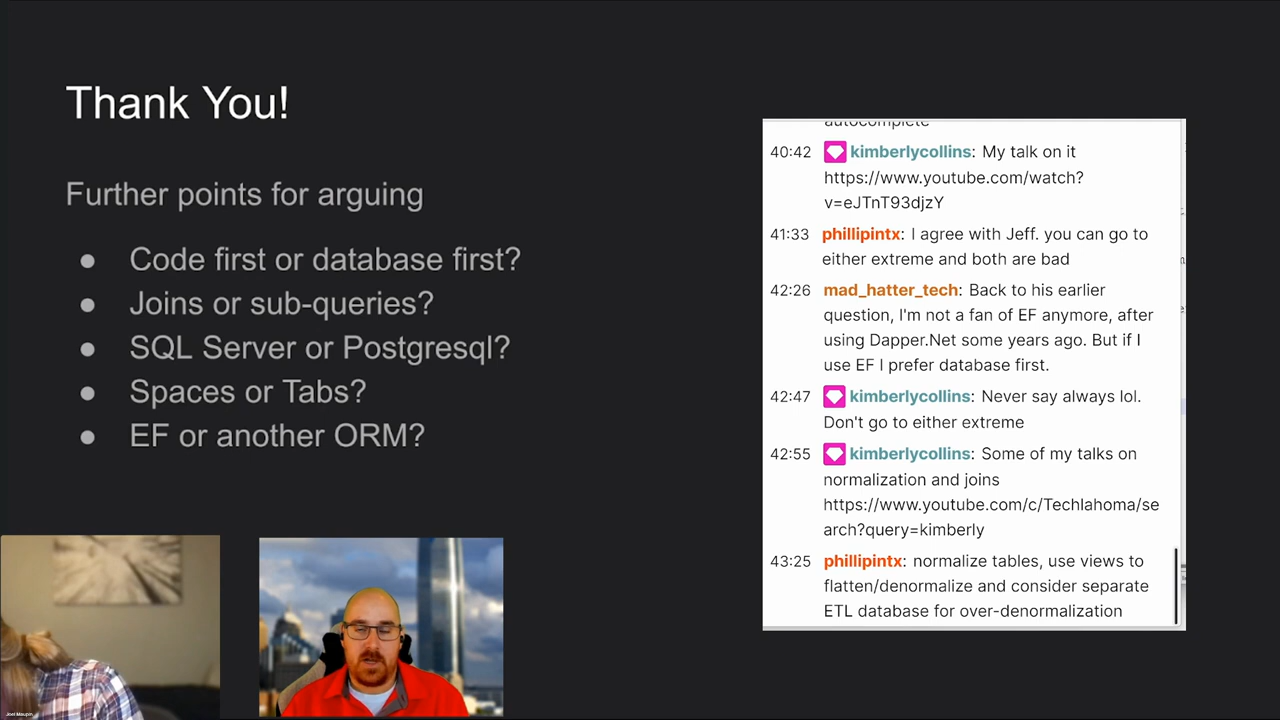 Thank You!
Further points for arguing
● Code first or database first?
● Joins or sub-queries?
● SQL Server or Postgresql?
● Spaces or Tabs?
● EF or another ORM?
autocomplete
40:42 kimberlycollins: My talk on it
https://www.youtube.com/watch?
v=eJTnT93djzY
41:33 phillipintx: I agree with Jeff. you can go to
either extreme and both are bad
42:26 mad_hatter_tech: Back to his earlier
question, I'm not a fan of EF anymore, after
using Dapper.Net some years ago. But if I
use EF I prefer database first.
42:47 kimberlycollins: Never say always lol.
Don't go to either extreme
42:55 kimberlycollins: Some of my talks on
normalization and joins
https://www.youtube.com/c/Techlahoma/se
arch?query=kimberly
43:25 phillipintx: normalize tables, use views to
flatten/denormalize and consider separate
ETL database for over-denormalization
Joel Maupin